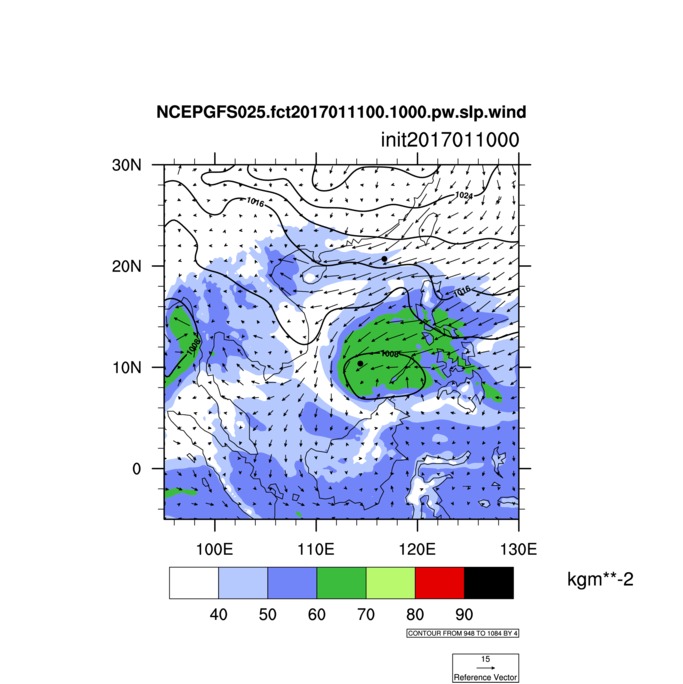 NCEPGFS025.fct2017011100.1000.pw.slp.wind
init2017011000
30N
20N
10N
0
1016
1024
1016
1008
1008
100E
110E
120E
130E
40
50
60
70
80
90
kgm**-2
CONTOUR FROM 948 TO 1084 BY 4
15
Reference Vector